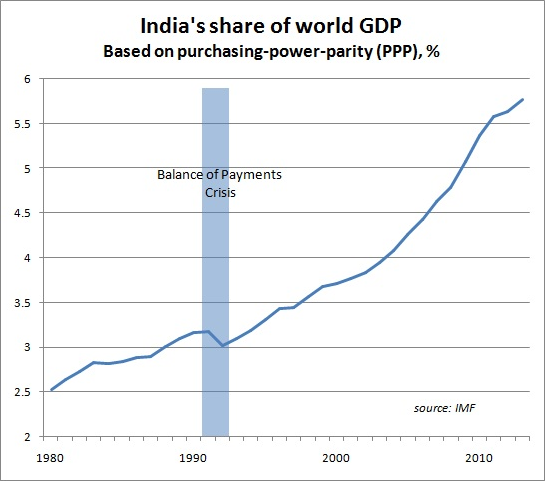 India's share of world GDP
Based on purchasing-power-parity (PPP), %
6
5.5
5
Balance of Payments
Crisis
4.5
4
3.5
3
2.5
source: IMF
2
1980 1990 2000 2010